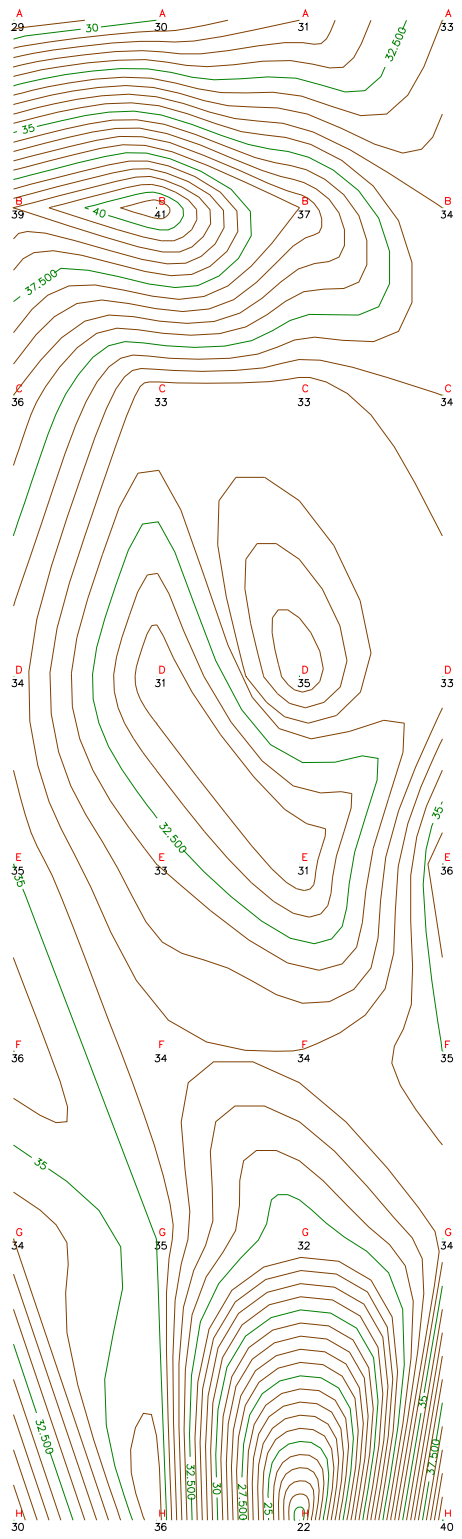 A A A A
29 30 30 31 33
32.500
35
B B B B
39 40 41 37 34
37.500
C C C C
36 33 33 34
D D D D
34 31 35 33
35
32.500
E E E E
35 33 31 36
35
F F F F
36 34 34 35
35
G G G G
34 35 32 34
35
32.500 32.500 30 27.500 25 37.500
H H H H
30 36 22 40